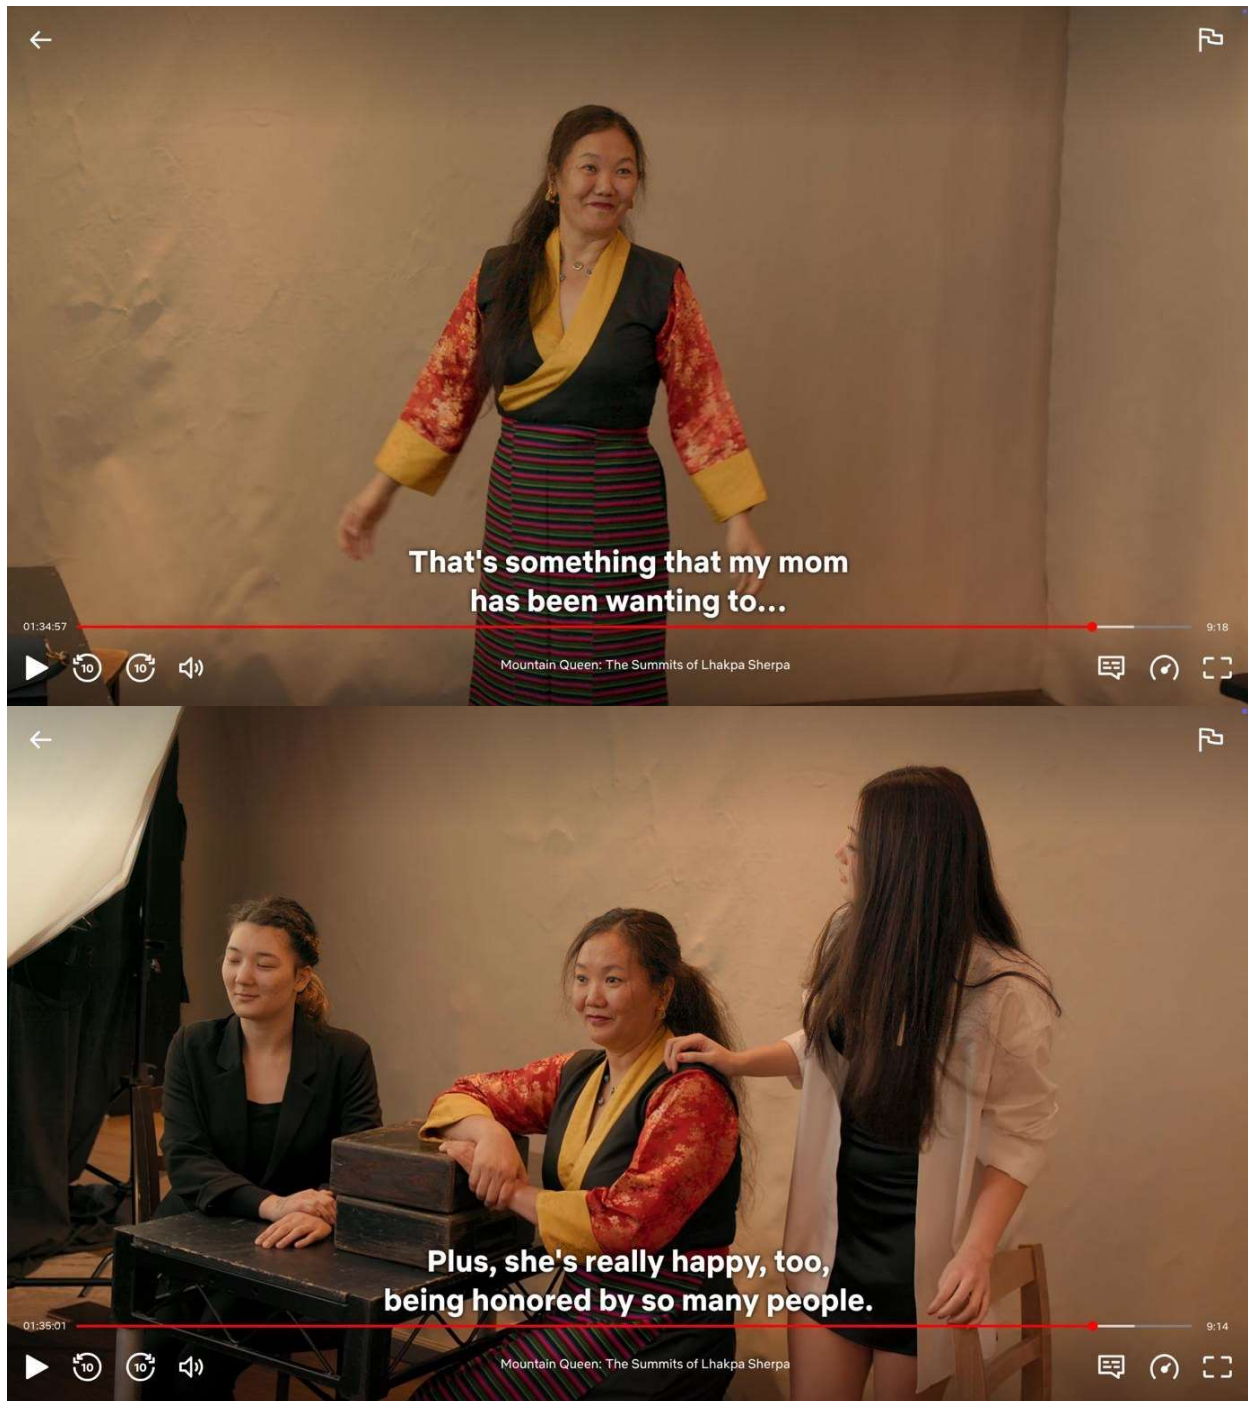 That's something that my mom
has been wanting to...
01:34:57
9:18
10
10
Mountain Queen: The Summits of Lhakpa Sherpa
Plus, she's really happy, too,
being honored by so many people.
01:35:01
9:14
10
10
Mountain Queen: The Summits of Lhakpa Sherpa